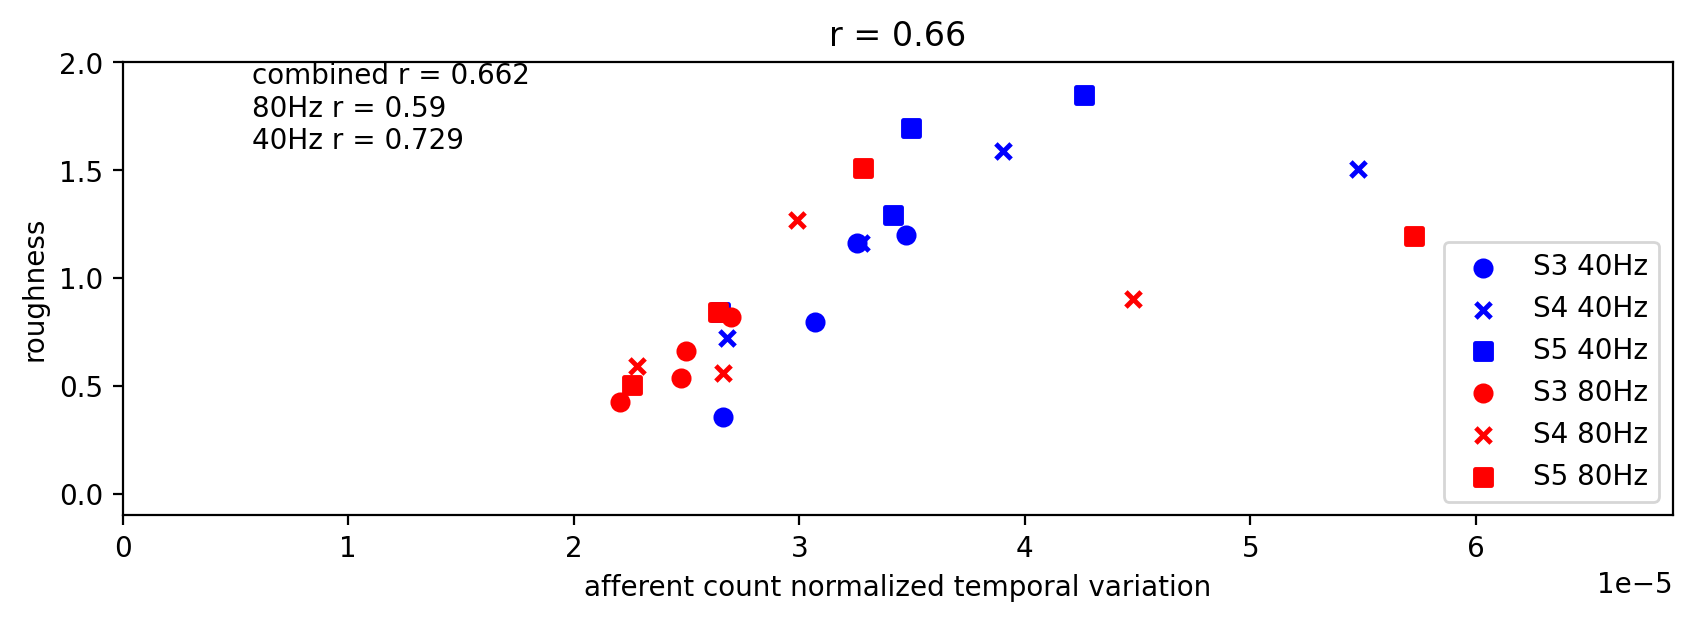 r = 0.66
combined r = 0.662
80Hz r = 0.59
40Hz r = 0.729
2.0
1.5
1.0
0.5
0.0
roughness
S3 40Hz
S4 40Hz
S5 40Hz
S3 80Hz
S4 80Hz
S5 80Hz
0 1 2 3 4 5 6
afferent count normalized temporal variation
1e−5